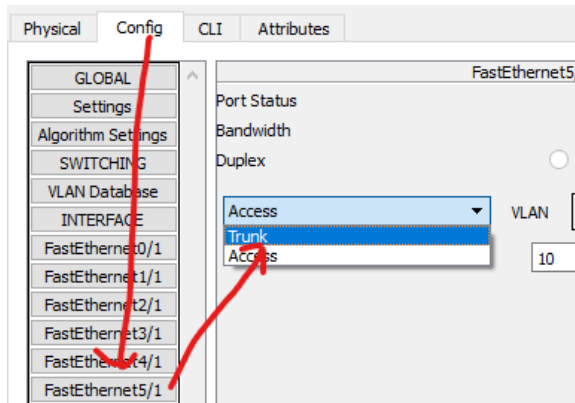 Physical Config CLI Attributes
GLOBAL
Settings
Algorithm Settings
SWITCHING
VLAN Database
INTERFACE
FastEthernet0/1
FastEthernet1/1
FastEthernet2/1
FastEthernet3/1
FastEthernet4/1
FastEthernet5/1
FastEthernet5/
Port Status
Bandwidth
Duplex
Access VLAN
Trunk
Access
10